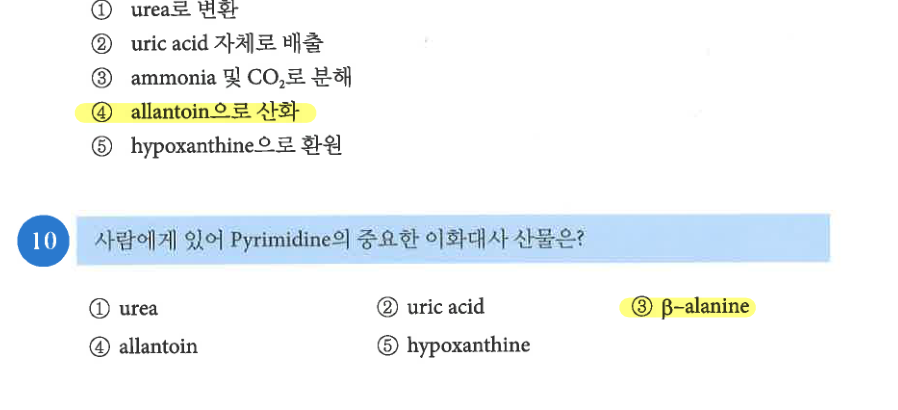 ① urea로 변환
② uric acid 자체로 배출
③ ammonia 및 CO₂로 분해
④ allantoin으로 산화
⑤ hypoxanthine으로 환원
10 사람에게 있어 Pyrimidine의 중요한 이화대사 산물은?
① urea ② uric acid ③ β-alanine
④ allantoin ⑤ hypoxanthine